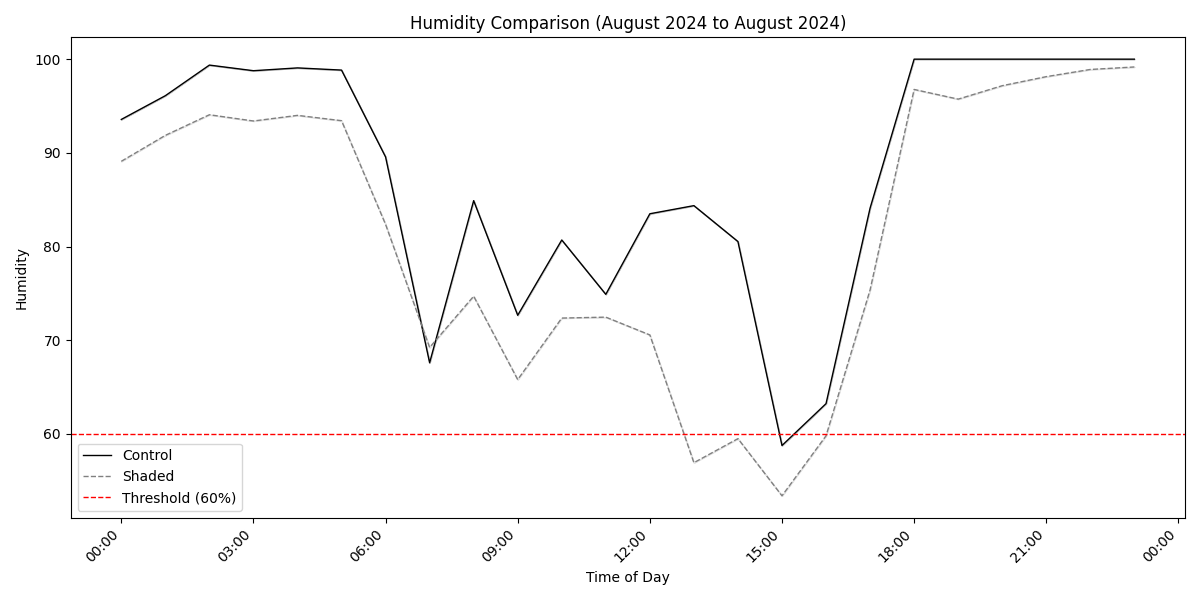 Humidity Comparison (August 2024 to August 2024)
Humidity
100
90
80
70
60
Control
Shaded
Threshold (60%)
00:00
03:00
06:00
09:00
12:00
15:00
18:00
21:00
00:00
Time of Day